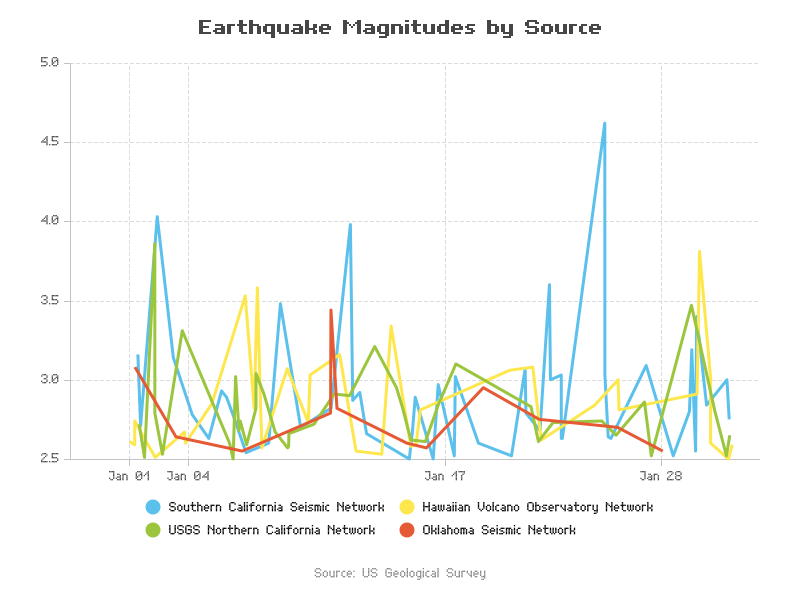 Earthquake Magnitudes by Source
5.0
4.5
4.0
3.5
3.0
2.5
Jan 01 Jan 04 Jan 17 Jan 28
Southern California Seismic Network Hawaiian Volcano Observatory Network
USGS Northern California Network Oklahoma Seismic Network
Source: US Geological Survey